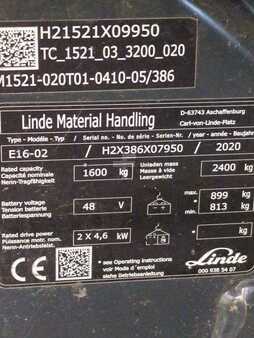 H21521X09950
TC_1521_03_3200_020
M1521-020T01-0410-05/386
Linde Material Handling
D-63743 Aschaffenburg
Carl-von-Linde-Platz
Type - Modèle - Typ / Serial no. - No. de série - Serien-Nr. / year - année - Baujahr
E16-02 / H2X386X07950 / 2020
Rated capacity
Capacité nominale
Nenn-Tragfähigkeit
1600 kg
Unladen mass
Masse à vide
Leergewicht
2400 kg
Battery voltage
Tension batterie
Batteriespannung
48 V
max 899 kg
min 813 kg
Rated drive power
Puissance motor. nom.
Nenn-Antriebsleist.
2 X 4,6 kW
kg
CE
see Operating instructions
voir Mode d'emploi
siehe Betriebsanleitung
Linde
000 938 54 07